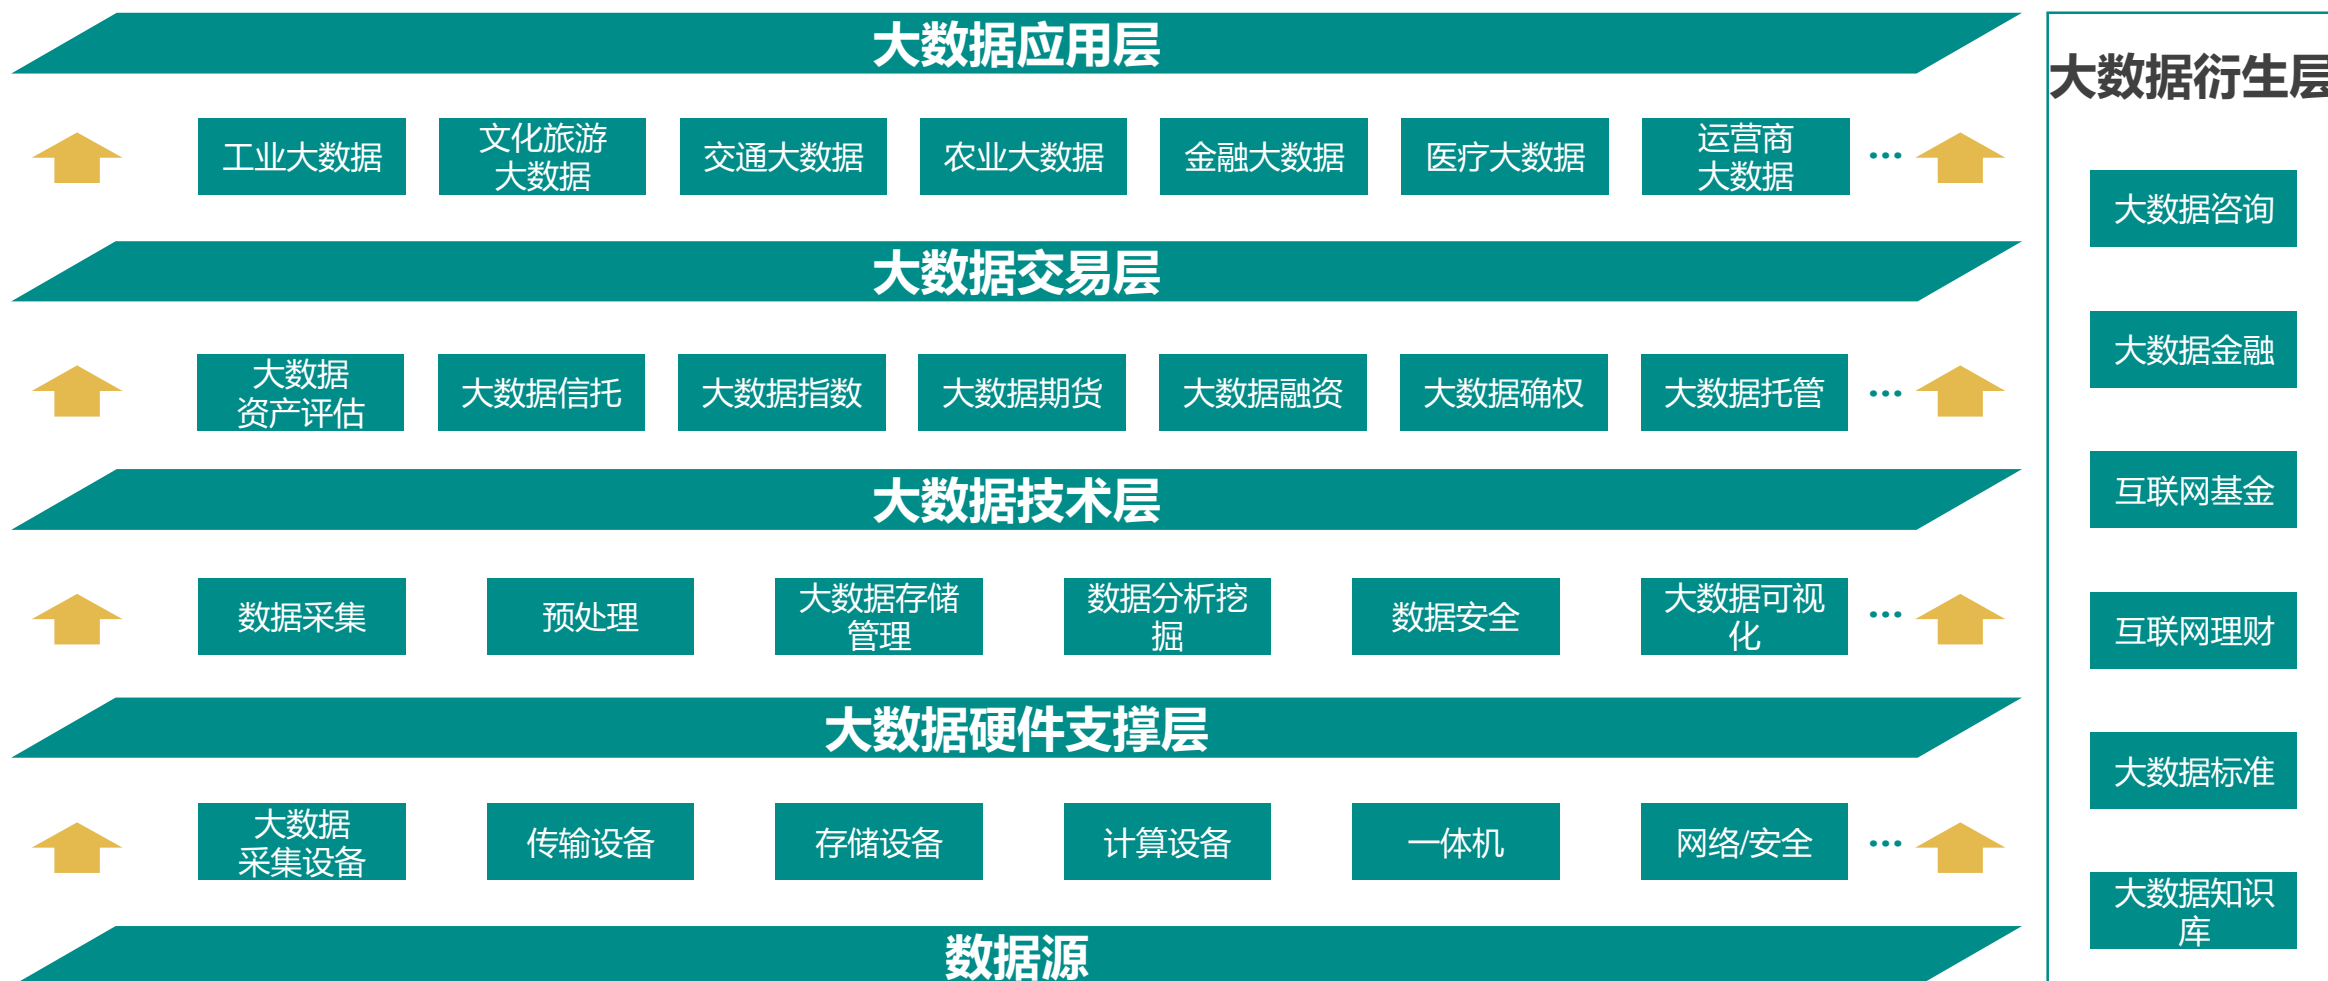 大数据应用层
工业大数据
文化旅游
大数据
交通大数据
农业大数据
金融大数据
医疗大数据
运营商
大数据
...
大数据交易层
大数据
资产评估
大数据信托
大数据指数
大数据期货
大数据融资
大数据确权
大数据托管
...
大数据技术层
数据采集
预处理
大数据存储
管理
数据分析挖
掘
数据安全
大数据可视
化
...
大数据硬件支撑层
大数据
采集设备
传输设备
存储设备
计算设备
一体机
网络/安全
...
数据源
大数据衍生层
大数据咨询
大数据金融
互联网基金
互联网理财
大数据标准
大数据知识
库